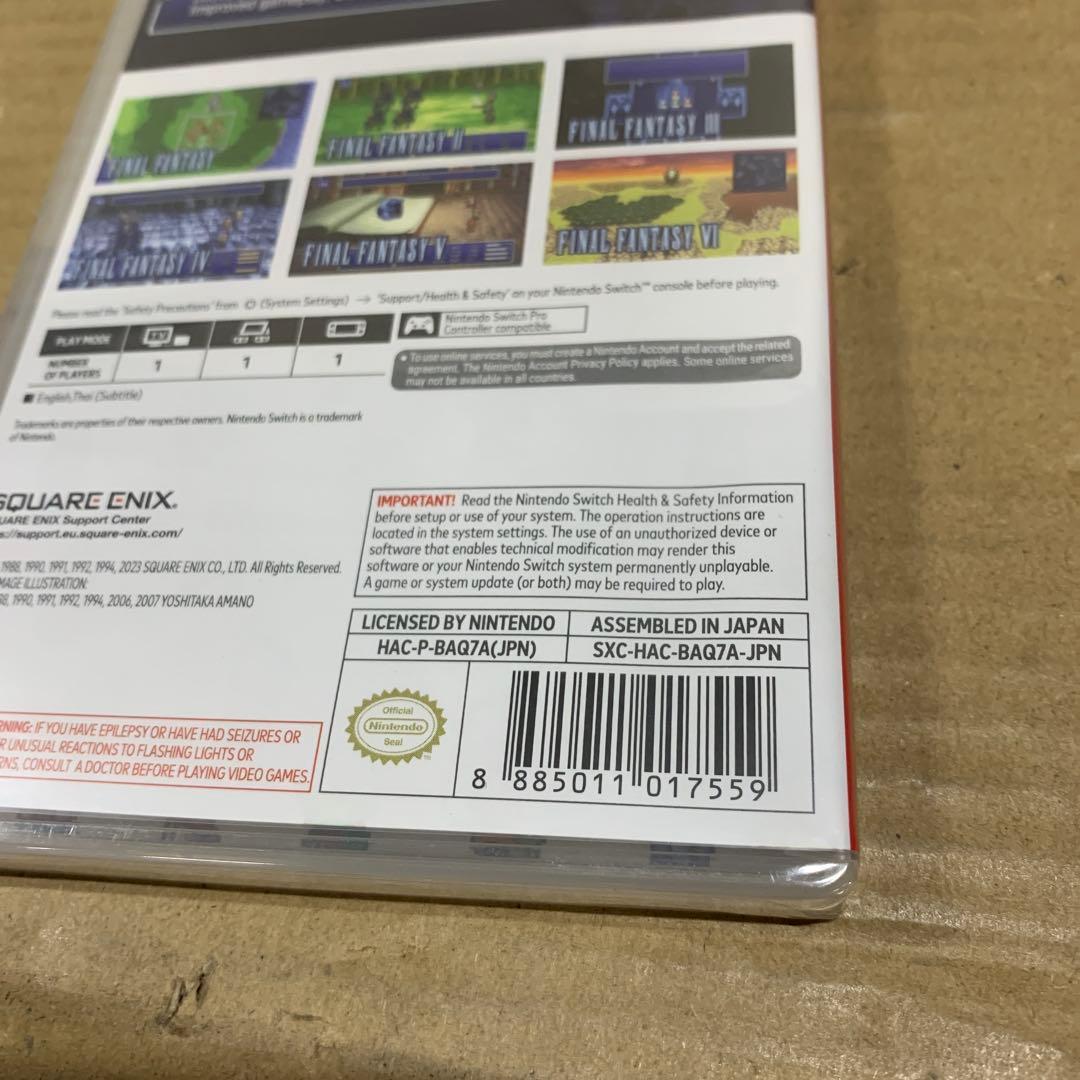 Improved gameplay
FINAL FANTASY
FINAL FANTASY II
FINAL FANTASY III
FINAL FANTASY IV
FINAL FANTASY V
FINAL FANTASY VI
Please read the 'Safety Precautions' from (System Settings) → 'Support/Health & Safety' on your Nintendo Switch™ console before playing.
PLAY MODE
TV
NUMBER
OF PLAYERS
1
1
1
Nintendo Switch Pro
Controller compatible
• To use online services, you must create a Nintendo Account and accept the related
agreement. The Nintendo Account Privacy Policy applies. Some online services
may not be available in all countries.
English,Thai (Subtitle)
Trademarks are properties of their respective owners. Nintendo Switch is a trademark
of Nintendo.
SQUARE ENIX.
UARE ENIX Support Center
s://support.eu.square-enix.com/
1988, 1990, 1991, 1992, 1994, 2023 SQUARE ENIX CO., LTD. All Rights Reserved.
MAGE ILLUSTRATION:
88, 1990, 1991, 1992, 1994, 2006, 2007 YOSHITAKA AMANO
RNING: IF YOU HAVE EPILEPSY OR HAVE HAD SEIZURES OR
R UNUSUAL REACTIONS TO FLASHING LIGHTS OR
RNS, CONSULT A DOCTOR BEFORE PLAYING VIDEO GAMES.
IMPORTANT! Read the Nintendo Switch Health & Safety Information
before setup or use of your system. The operation instructions are
located in the system settings. The use of an unauthorized device or
software that enables technical modification may render this
software or your Nintendo Switch system permanently unplayable.
A game or system update (or both) may be required to play.
LICENSED BY NINTENDO
ASSEMBLED IN JAPAN
HAC-P-BAQ7A(JPN)
SXC-HAC-BAQ7A-JPN
Official
Nintendo
Seal
™
8 885011 017559